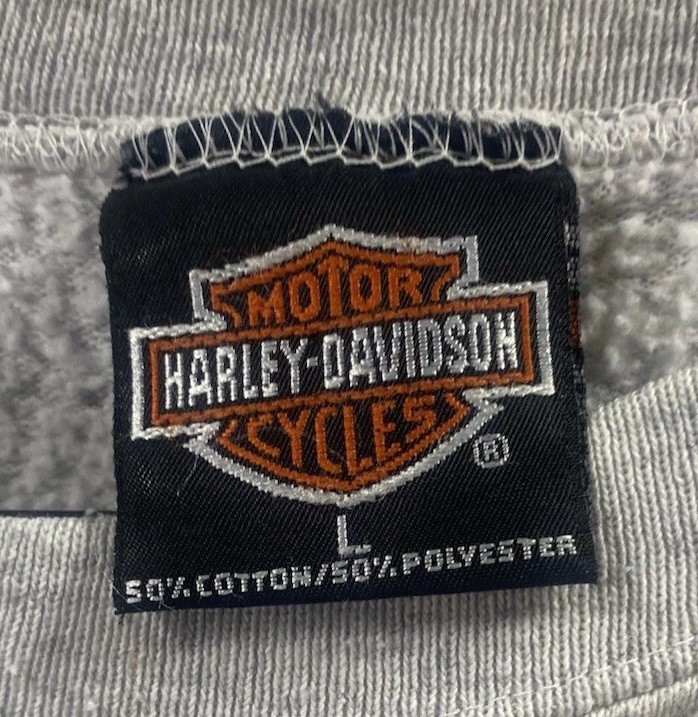 MOTOR
HARLEY-DAVIDSON
CYCLES
®
L
50% COTTON/50% POLYESTER